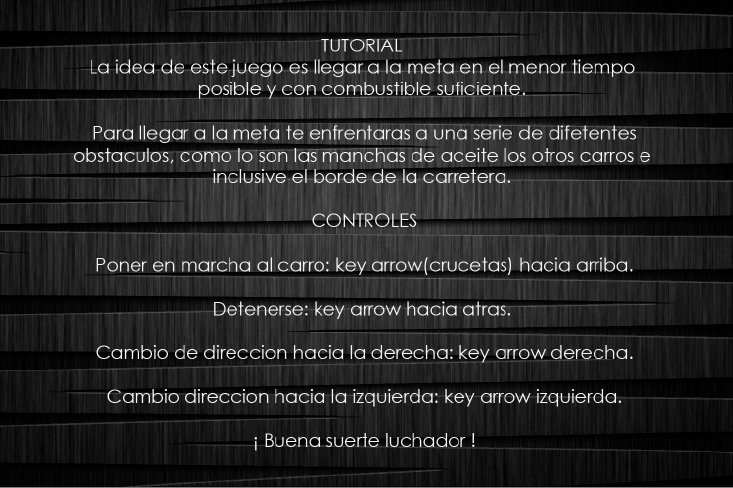 TUTORIAL
La idea de este juego es llegar a la meta en el menor tiempo
posible y con combustible suficiente.
Para llegar a la meta te enfrentaras a una serie de difetentes
obstaculos, como lo son las manchas de aceite los otros carros e
inclusive el borde de la carretera.
CONTROLES
Poner en marcha al carro: key arrow(crucetas) hacia arriba.
Detenerse: key arrow hacia atras.
Cambio de direccion hacia la derecha: key arrow derecha.
Cambio direccion hacia la izquierda: key arrow izquierda.
¡ Buena suerte luchador !